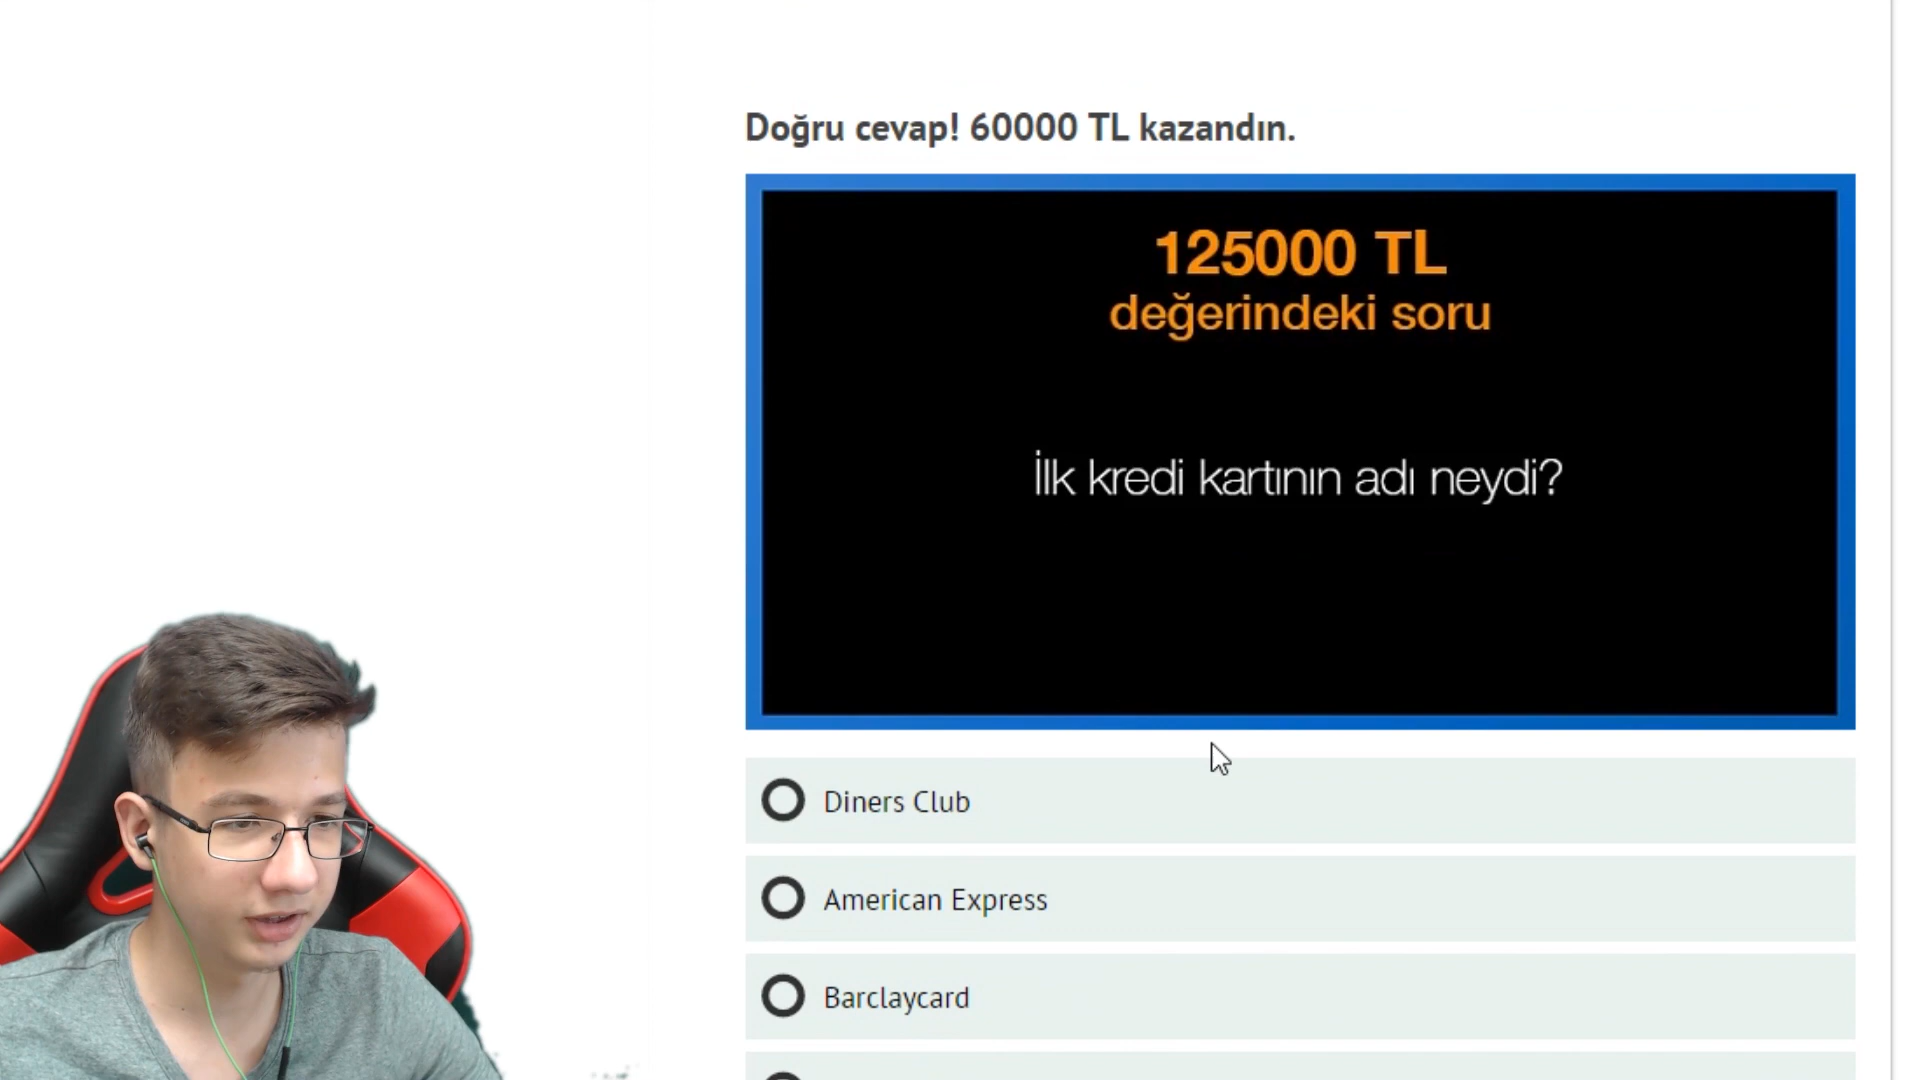 Doğru cevap! 60000 TL kazandın.
125000 TL
değerindeki soru
İlk kredi kartının adı neydi?
Diners Club
American Express
Barclaycard